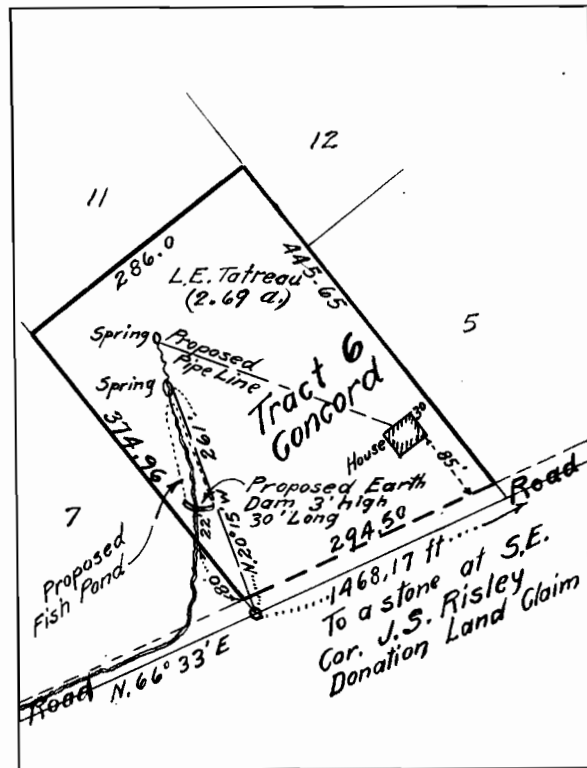 12
11
286.0
445.65
L.E. Tatreau
(2.69 a.)
5
Spring
Proposed
Pipe Line
Spring
Tract 6
Concord
374.96
192
House
30
85'
Proposed Earth
Dam 3' high
30' Long
N.20°15'W.
22'
80'
7
Proposed
Fish Pond
294.50
Road
1468.17 ft
To a stone at S.E.
Cor. J.S. Risley
Donation Land Claim
N. 66° 33' E
Road